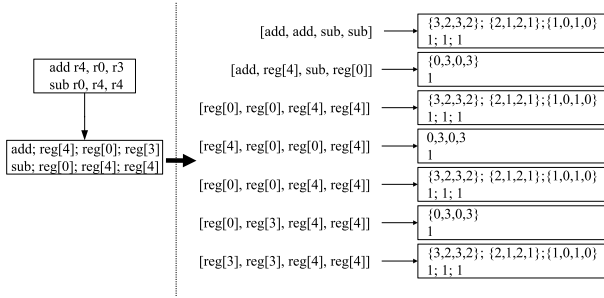 add r4, r0, r3
sub r0, r4, r4
add; reg[4]; reg[0]; reg[3]
sub; reg[0]; reg[4]; reg[4]
[add, add, sub, sub]
{3,2,3,2}; {2,1,2,1};{1,0,1,0}
1; 1; 1
[add, reg[4], sub, reg[0]]
{0,3,0,3}
1
[reg[0], reg[0], reg[4], reg[4]]
{3,2,3,2}; {2,1,2,1};{1,0,1,0}
1; 1; 1
[reg[4], reg[0], reg[0], reg[4]]
0,3,0,3
1
[reg[0], reg[0], reg[4], reg[4]]
{3,2,3,2}; {2,1,2,1};{1,0,1,0}
1; 1; 1
[reg[0], reg[3], reg[4], reg[4]]
{0,3,0,3}
1
[reg[3], reg[3], reg[4], reg[4]]
{3,2,3,2}; {2,1,2,1};{1,0,1,0}
1; 1; 1